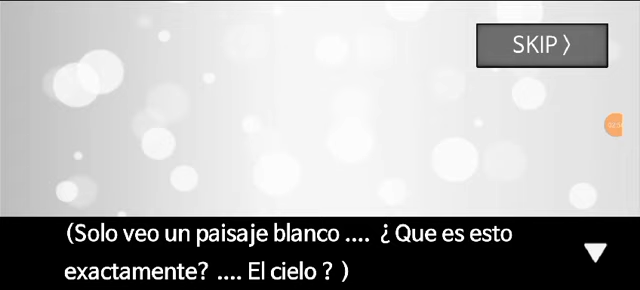 SKIP〉
(Solo veo un paisaje blanco .... ¿ Que es esto
exactamente? .... El cielo ? )